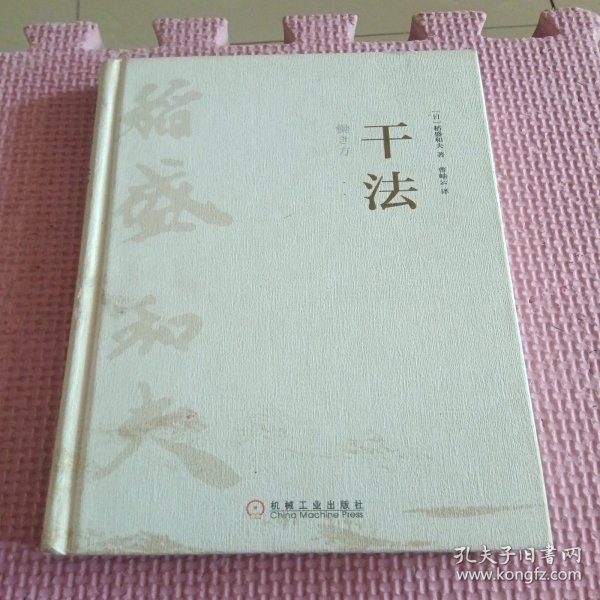 干法
働き方
[日]稻盛和夫 著
曹岫云 译
稻盛和夫
机械工业出版社
China Machine Press
孔夫子旧书网
www.kongfz.com